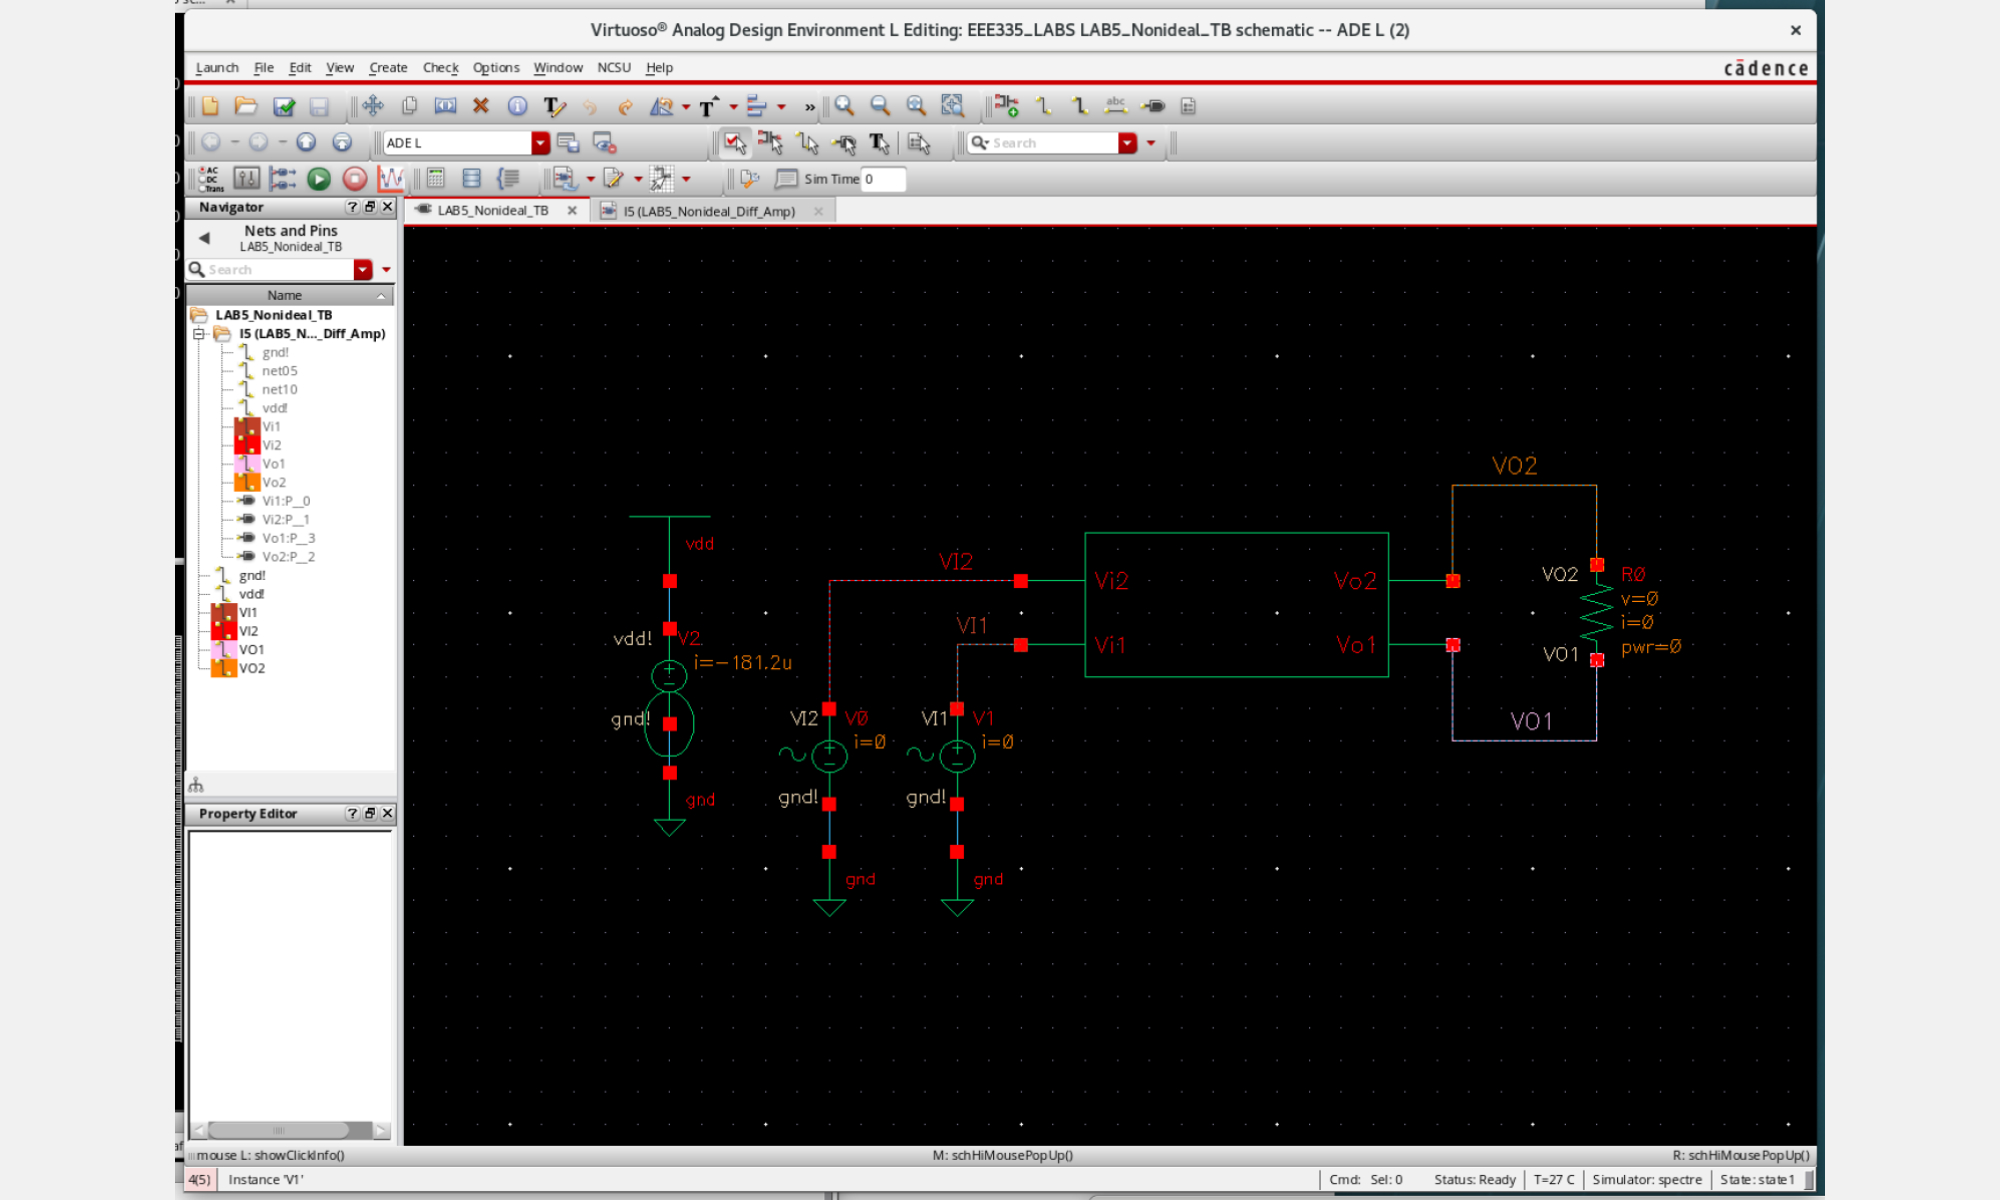 Virtuoso® Analog Design Environment L Editing: EEE335_LABS LAB5_Nonideal_TB schematic -- ADE L (2)
Launch File Edit View Create Check Options Window NCSU Help
cādence
abc
ADE L
Search
AC
DC
Trans
Sim Time 0
Navigator
LAB5_Nonideal_TB
I5 (LAB5_Nonideal_Diff_Amp)
Nets and Pins
LAB5_Nonideal_TB
Search
Name
LAB5_Nonideal_TB
I5 (LAB5_N..._Diff_Amp)
gnd!
net05
net10
vdd!
Vi1
Vi2
Vo1
Vo2
Vi1:P__0
Vi2:P__1
Vo1:P__3
Vo2:P__2
gnd!
vdd!
VI1
VI2
VO1
VO2
Property Editor
vdd
vdd!
V2
i=-181.2u
gnd!
gnd
VI2
VI2
V0
i=0
gnd!
gnd
VI1
VI1
V1
i=0
gnd!
gnd
Vi2
Vo2
Vi1
Vo1
VO2
VO2
R0
v=0
i=0
VO1
pwr=0
VO1
mouse L: showClickInfo()
M: schHiMousePopUp()
R: schHiMousePopUp()
4(5)
Instance 'V1'
Cmd: Sel: 0
Status: Ready
T=27 C
Simulator: spectre
State: state1